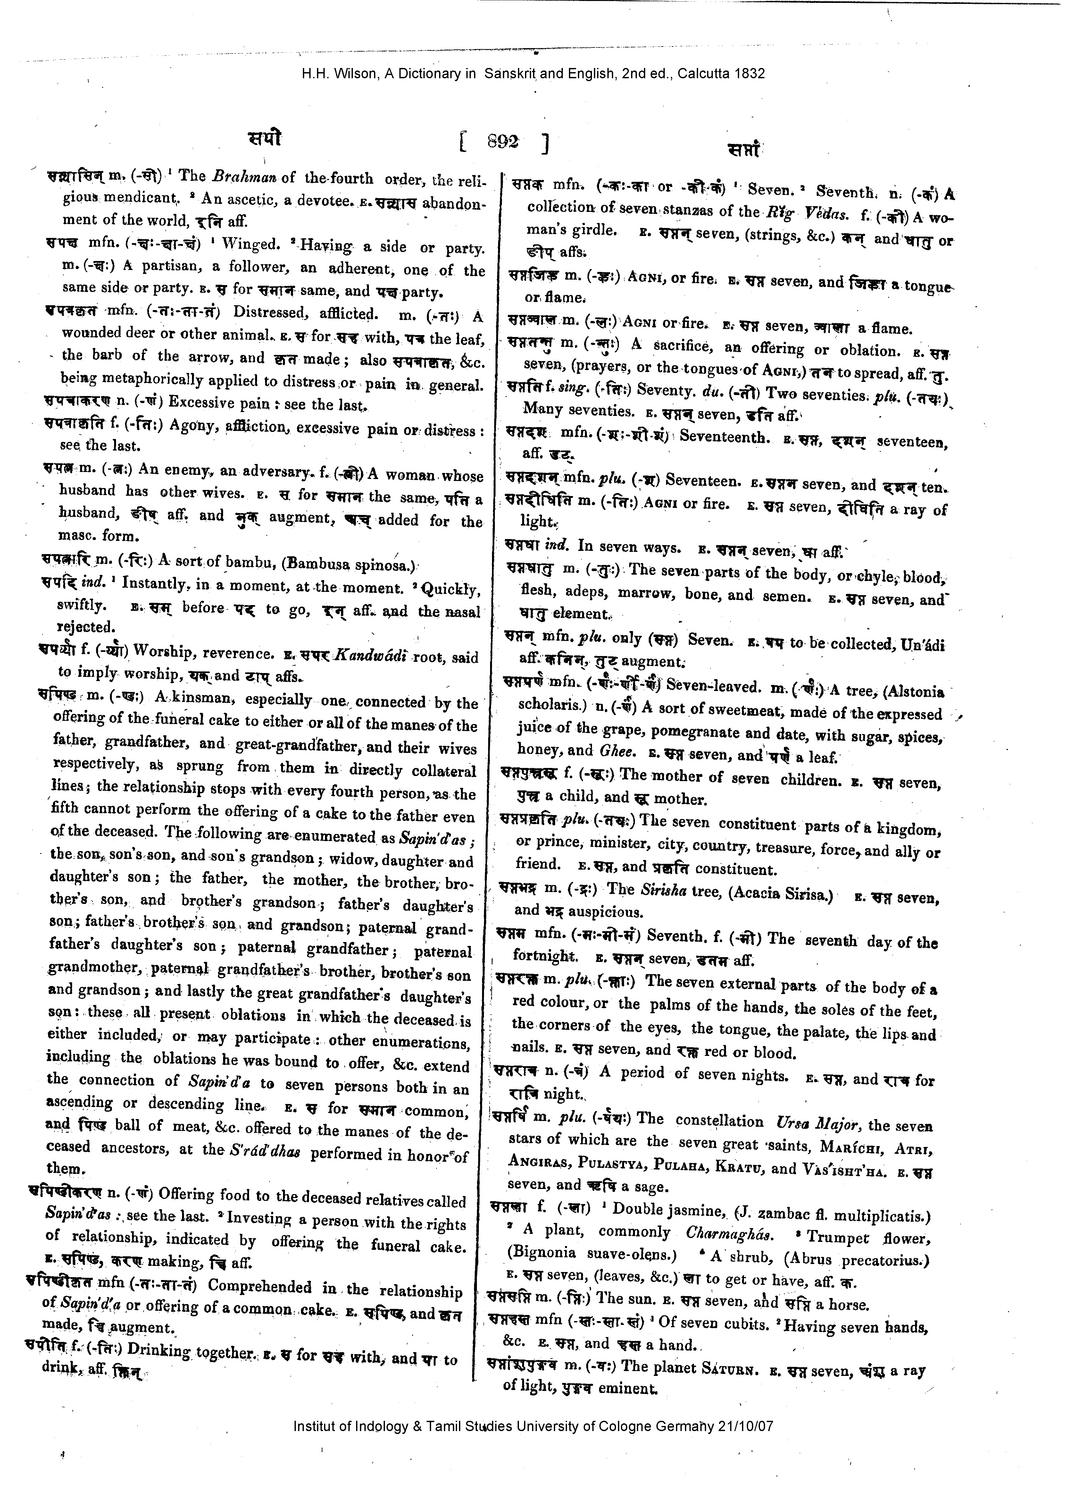 H.H. Wilson, A Dictionary in Sanskrit and English, 2nd ed., Calcutta 1832
सपी
[ 892 ]
सप्तां
सन्न्यासिन् m. (-सी) ¹ The Brahman of the fourth order, the reli-
gious mendicant. ² An ascetic, a devotee. E. सन्न्यास abandon-
ment of the world, इनि aff.
सपक्ष mfn. (-क्षः-क्षा-क्षं) ¹ Winged. ² Having a side or party.
m. (-क्षः) A partisan, a follower, an adherent, one of the
same side or party. E. स for समान same, and पक्ष party.
सपत्रकृत mfn. (-तः-ता-तं) Distressed, afflicted. m. (-तः) A
wounded deer or other animal. E. स for सह with, पत्र the leaf,
the barb of the arrow, and कृत made; also सपत्राकृत, &c.
being metaphorically applied to distress or pain in general.
सपत्राकरण n. (-णं) Excessive pain: see the last.
सपत्राकृति f. (-तिः) Agony, affliction, excessive pain or distress:
see the last.
सपत्न m. (-त्नः) An enemy, an adversary. f. (-त्नी) A woman whose
husband has other wives. E. स for समान the same, पति a
husband, ङीप् aff. and नुक् augment, अच् added for the
masc. form.
सपत्नारि m. (-रिः) A sort of bambu, (Bambusa spinosa.)
सपदि ind. ¹ Instantly, in a moment, at the moment. ² Quickly,
swiftly. E. सम् before पद् to go, इन् aff. and the nasal
rejected.
सपर्य्या f. (-र्य्या) Worship, reverence. E. सपर Kandwádi root, said
to imply worship, यक् and टाप् affs.
सपिण्ड m. (-ण्डः) A kinsman, especially one connected by the
offering of the funeral cake to either or all of the manes of the
father, grandfather, and great-grandfather, and their wives
respectively, as sprung from them in directly collateral
lines; the relationship stops with every fourth person, as the
fifth cannot perform the offering of a cake to the father even
of the deceased. The following are enumerated as Sapin'd'as;
the son, son's son, and son's grandson; widow, daughter and
daughter's son; the father, the mother, the brother, bro-
ther's son, and brother's grandson; father's daughter's
son; father's brother's son and grandson; paternal grand-
father's daughter's son; paternal grandfather; paternal
grandmother, paternal grandfather's brother, brother's son
and grandson; and lastly the great grandfather's daughter's
son: these all present oblations in which the deceased is
either included, or may participate: other enumerations,
including the oblations he was bound to offer, &c. extend
the connection of Sapin'd'a to seven persons both in an
ascending or descending line. E. स for समान common,
and पिण्ड ball of meat, &c. offered to the manes of the de-
ceased ancestors, at the S'rád'dhas performed in honor of
them.
सपिण्डीकरण n. (-णं) Offering food to the deceased relatives called
Sapin'd'as: see the last. ² Investing a person with the rights
of relationship, indicated by offering the funeral cake.
E. सपिण्ड, करण making, च्वि aff.
सपिण्डीकृत mfn (-तः-ता-तं) Comprehended in the relationship
of Sapin'd'a or offering of a common cake. E. सपिण्ड, and कृत
made, च्वि augment.
सपीति f. (-तिः) Drinking together. E. स for सह with, and पा to
drink, aff. क्तिन्
सप्तक mfn. (-कः-का or -की-कं) ¹ Seven. ² Seventh. n. (-कं) A
collection of seven stanzas of the Rĭg Védas. f. (-की) A wo-
man's girdle. E. सप्तन् seven, (strings, &c.) कन् and धातु or
ङीप् affs.
सप्तजिह्व m. (-ह्वः) AGNI, or fire. E. सप्त seven, and जिह्वा a tongue
or flame.
सप्तज्वाल m. (-लः) AGNI or fire. E. सप्त seven, ज्वाला a flame.
सप्ततन्तु m. (-न्तुः) A sacrifice, an offering or oblation. E. सप्त
seven, (prayers, or the tongues of AGNI,) तन to spread, aff. तु.
सप्तति f. sing. (-तिः) Seventy. du. (-ती) Two seventies. plu. (-तयः)
Many seventies. E. सप्तन् seven, डति aff.
सप्तदश mfn. (-शः-शी-शं) Seventeenth. E. सप्त, दशन् seventeen,
aff. डट्.
सप्तदशन् mfn. plu. (-श) Seventeen. E. सप्तन seven, and दशन् ten.
सप्तदीधिति m. (-तिः) AGNI or fire. E. सप्त seven, दीधिति a ray of
light.
सप्तधा ind. In seven ways. E. सप्तन् seven, धा aff.
सप्तधातु m. (-तुः) The seven parts of the body, or chyle, blood,
flesh, adeps, marrow, bone, and semen. E. सप्त seven, and
धातु element.
सप्तन् mfn. plu. only (सप्त) Seven. E. षप to be collected, Un'ádi
aff. कनिन्, तुट् augment.
सप्तपर्ण mfn. (-र्णः-र्णी-र्णं) Seven-leaved. m. (-र्णः) A tree, (Alstonia
scholaris.) n. (-र्णं) A sort of sweetmeat, made of the expressed
juice of the grape, pomegranate and date, with sugar, spices,
honey, and Ghee. E. सप्त seven, and पर्ण a leaf.
सप्तपुत्त्रसू f. (-सूः) The mother of seven children. E. सप्त seven,
पुत्त्र a child, and सू mother.
सप्तप्रकृति plu. (-तयः) The seven constituent parts of a kingdom,
or prince, minister, city, country, treasure, force, and ally or
friend. E. सप्त, and प्रकृति constituent.
सप्तभद्र m. (-द्रः) The Sirisha tree, (Acacia Sirisa.) E. सप्त seven,
and भद्र auspicious.
सप्तम mfn. (-मः-मी-मं) Seventh. f. (-मी) The seventh day of the
fortnight. E. सप्तन् seven, डतम aff.
सप्तरक्त m. plu. (-क्ताः) The seven external parts of the body of a
red colour, or the palms of the hands, the soles of the feet,
the corners of the eyes, the tongue, the palate, the lips and
nails. E. सप्त seven, and रक्त red or blood.
सप्तरात्र n. (-त्रं) A period of seven nights. E. सप्त, and रात्र for
रात्रि night.
सप्तर्षि m. plu. (-र्षयः) The constellation Ursa Major, the seven
stars of which are the seven great saints, MARÍCHI, ATRI,
ANGIRAS, PULASTYA, PULAHA, KRATU, and VAS'ISHT'HA. E. सप्त
seven, and ऋषि a sage.
सप्तला f. (-ला) ¹ Double jasmine, (J. zambac fl. multiplicatis.)
² A plant, commonly Charmaghás. ³ Trumpet flower,
(Bignonia suave-olens.) ⁴ A shrub, (Abrus precatorius.)
E. सप्त seven, (leaves, &c.) ला to get or have, aff. क.
सप्तसप्ति m. (-प्तिः) The sun. E. सप्त seven, and सप्ति a horse.
सप्तहस्त mfn (-स्तः-स्ता-स्तं) ¹ Of seven cubits. ² Having seven hands,
&c. E. सप्त, and हस्त a hand.
सप्तांशुपुङ्गव m. (-वः) The planet SATURN. E. सप्त seven, अंशु a ray
of light, पुङ्गव eminent.
Institut of Indology & Tamil Studies University of Cologne Germany 21/10/07